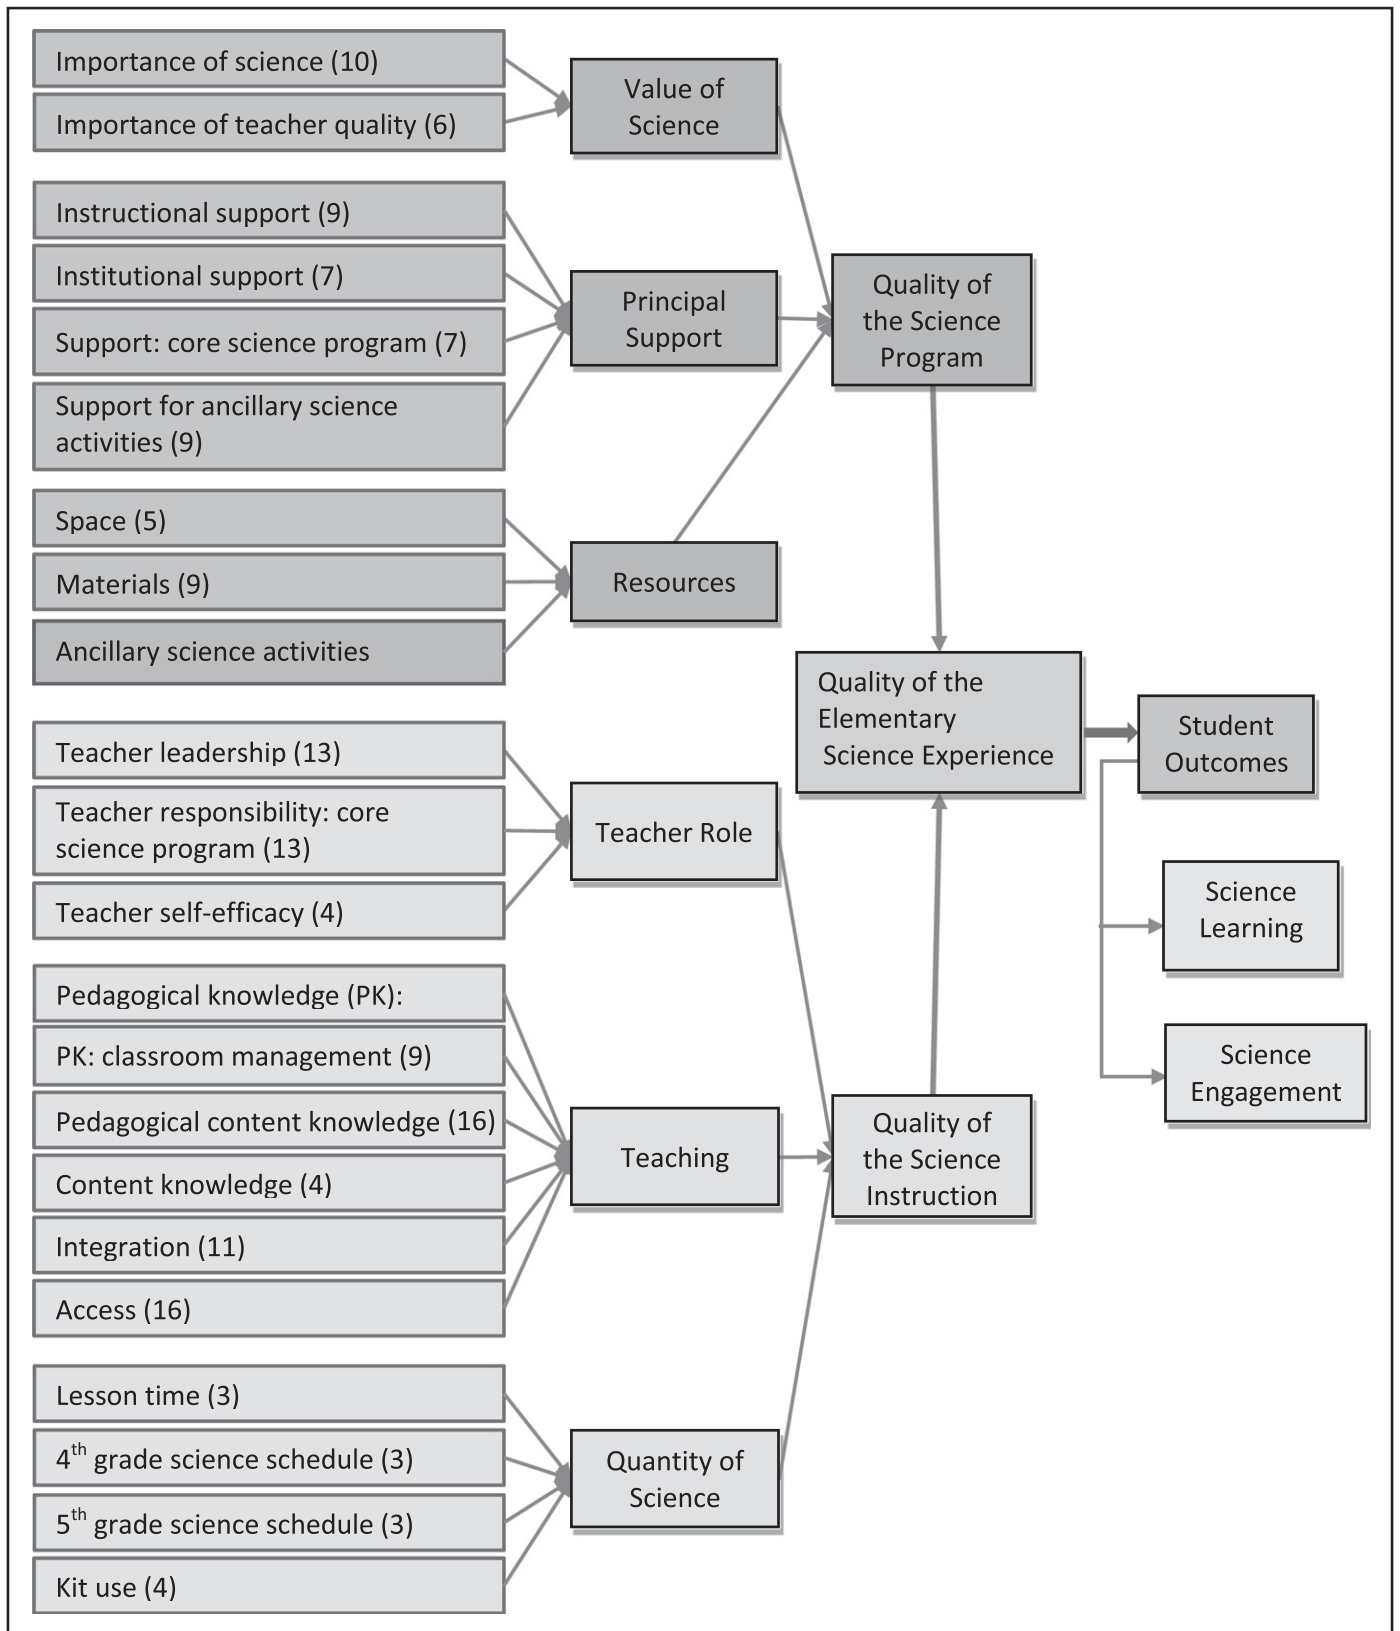 Importance of science (10)
Importance of teacher quality (6)
Value of
Science
Instructional support (9)
Institutional support (7)
Support: core science program (7)
Support for ancillary science
activities (9)
Principal
Support
Space (5)
Materials (9)
Ancillary science activities
Resources
Quality of
the Science
Program
Teacher leadership (13)
Teacher responsibility: core
science program (13)
Teacher self-efficacy (4)
Teacher Role
Pedagogical knowledge (PK):
PK: classroom management (9)
Pedagogical content knowledge (16)
Content knowledge (4)
Integration (11)
Access (16)
Teaching
Lesson time (3)
4th grade science schedule (3)
5th grade science schedule (3)
Kit use (4)
Quantity of
Science
Quality of
the Science
Instruction
Quality of the
Elementary
Science Experience
Student
Outcomes
Science
Learning
Science
Engagement